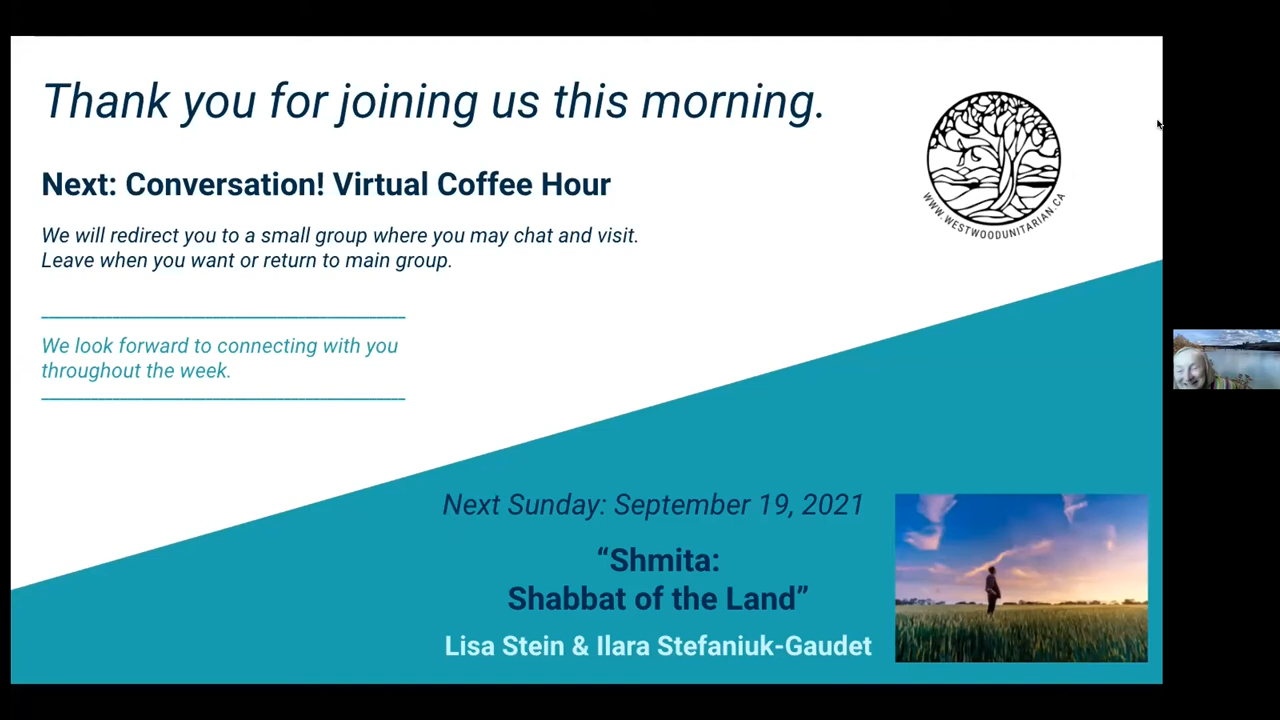 Thank you for joining us this morning.
Next: Conversation! Virtual Coffee Hour
We will redirect you to a small group where you may chat and visit.
Leave when you want or return to main group.
We look forward to connecting with you
throughout the week.
WWW.WESTWOODUNITARIAN.CA
Next Sunday: September 19, 2021
“Shmita:
Shabbat of the Land”
Lisa Stein & Ilara Stefaniuk-Gaudet